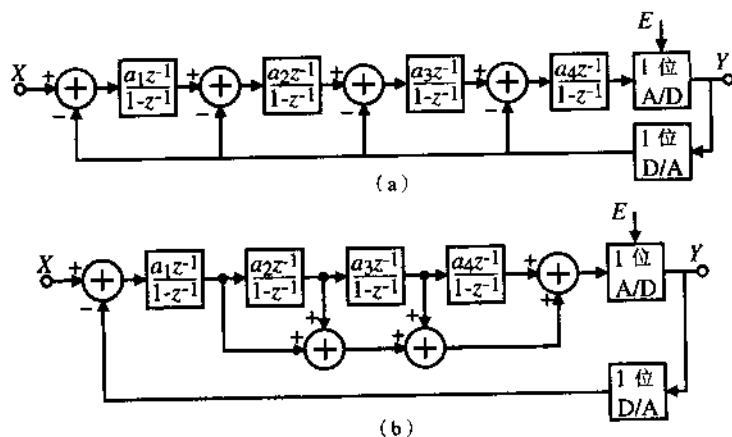 E
X + a₁z⁻¹ + a₂z⁻¹ + a₃z⁻¹ + a₄z⁻¹ 1 位 Y
1-z⁻¹ 1-z⁻¹ 1-z⁻¹ 1-z⁻¹ A/D
− − − −
1 位
D/A
(a)
E
X + a₁z⁻¹ a₂z⁻¹ a₃z⁻¹ a₄z⁻¹ + 1 位 Y
1-z⁻¹ 1-z⁻¹ 1-z⁻¹ 1-z⁻¹ A/D
− + + +
+ +
1 位
D/A
(b)